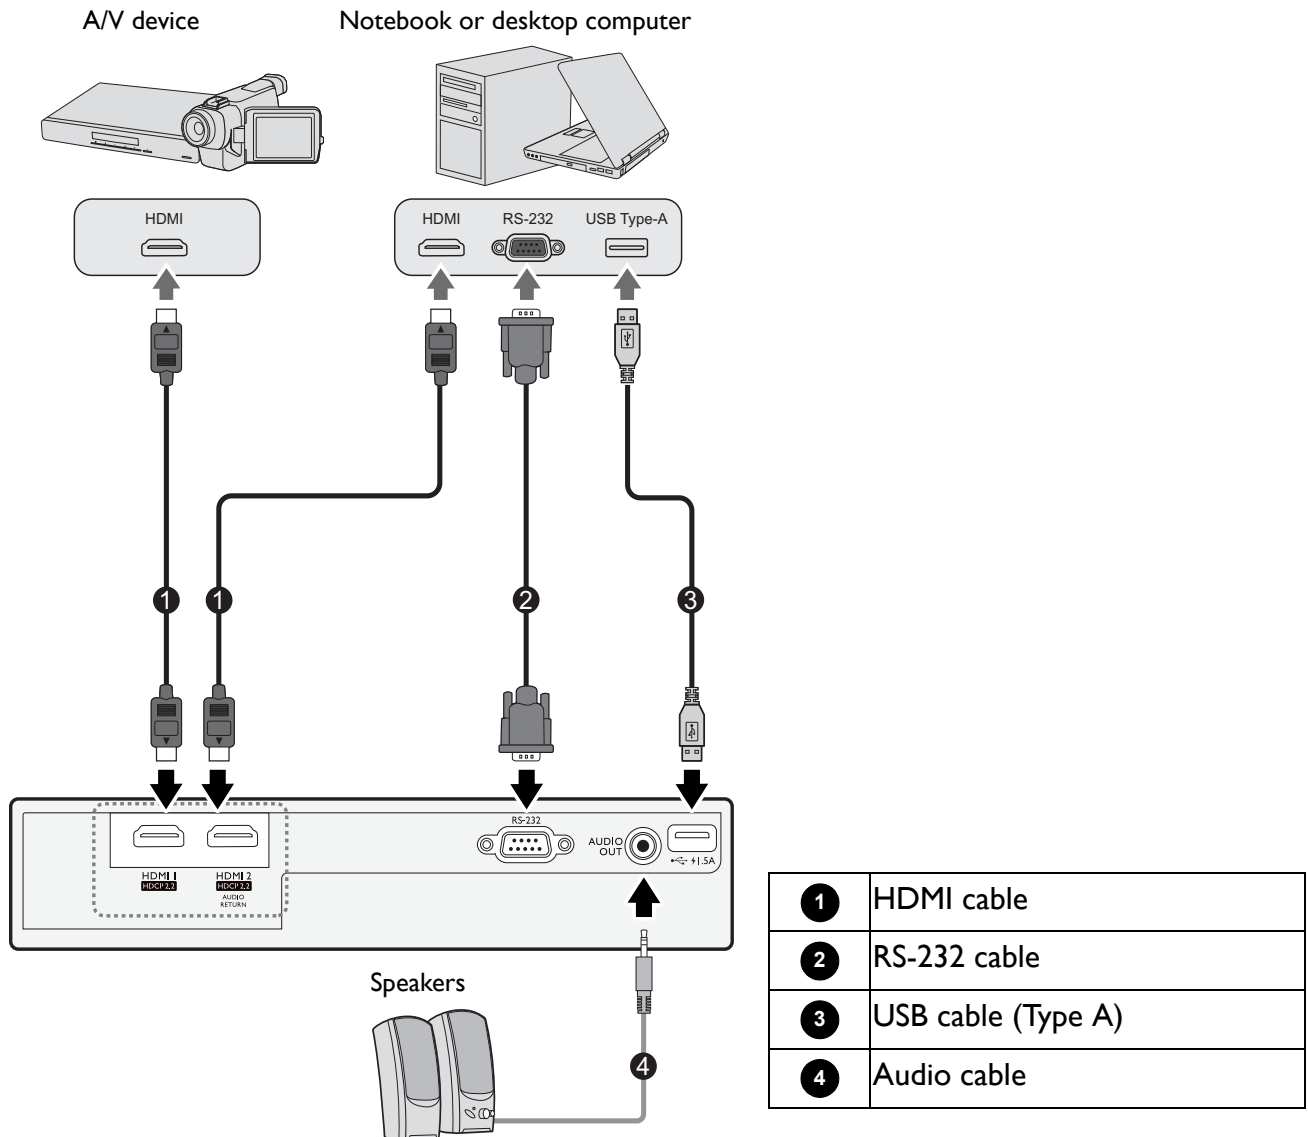 A/V device
Notebook or desktop computer
HDMI
HDMI RS-232 USB Type-A
1 1 2 3
RS-232
AUDIO
OUT
1.5A
HDMI 1
HDCP 2.2
HDMI 2
HDCP 2.2
AUDIO
RETURN
Speakers
4
1 HDMI cable
2 RS-232 cable
3 USB cable (Type A)
4 Audio cable